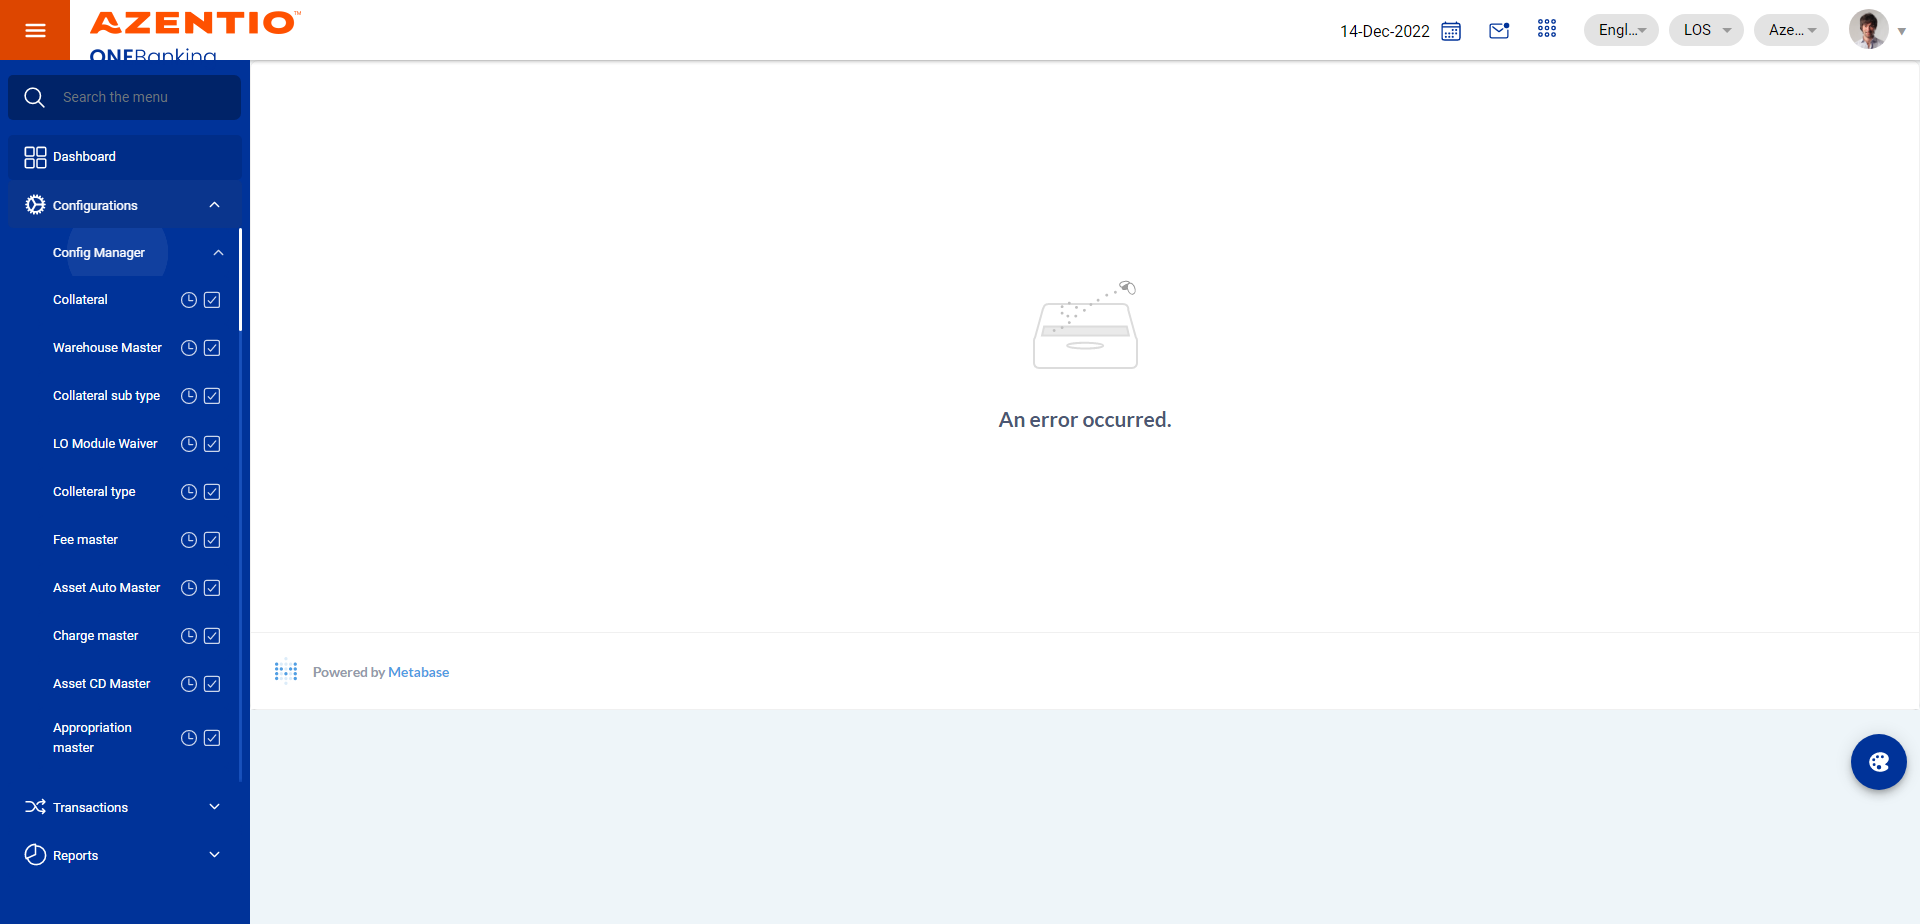 AZENTIO™
ONEBanking
14-Dec-2022
Engl...
LOS
Aze...
Search the menu
Dashboard
Configurations
Config Manager
Collateral
Warehouse Master
Collateral sub type
LO Module Waiver
Colleteral type
Fee master
Asset Auto Master
Charge master
Asset CD Master
Appropriation
master
Transactions
Reports
An error occurred.
Powered by Metabase